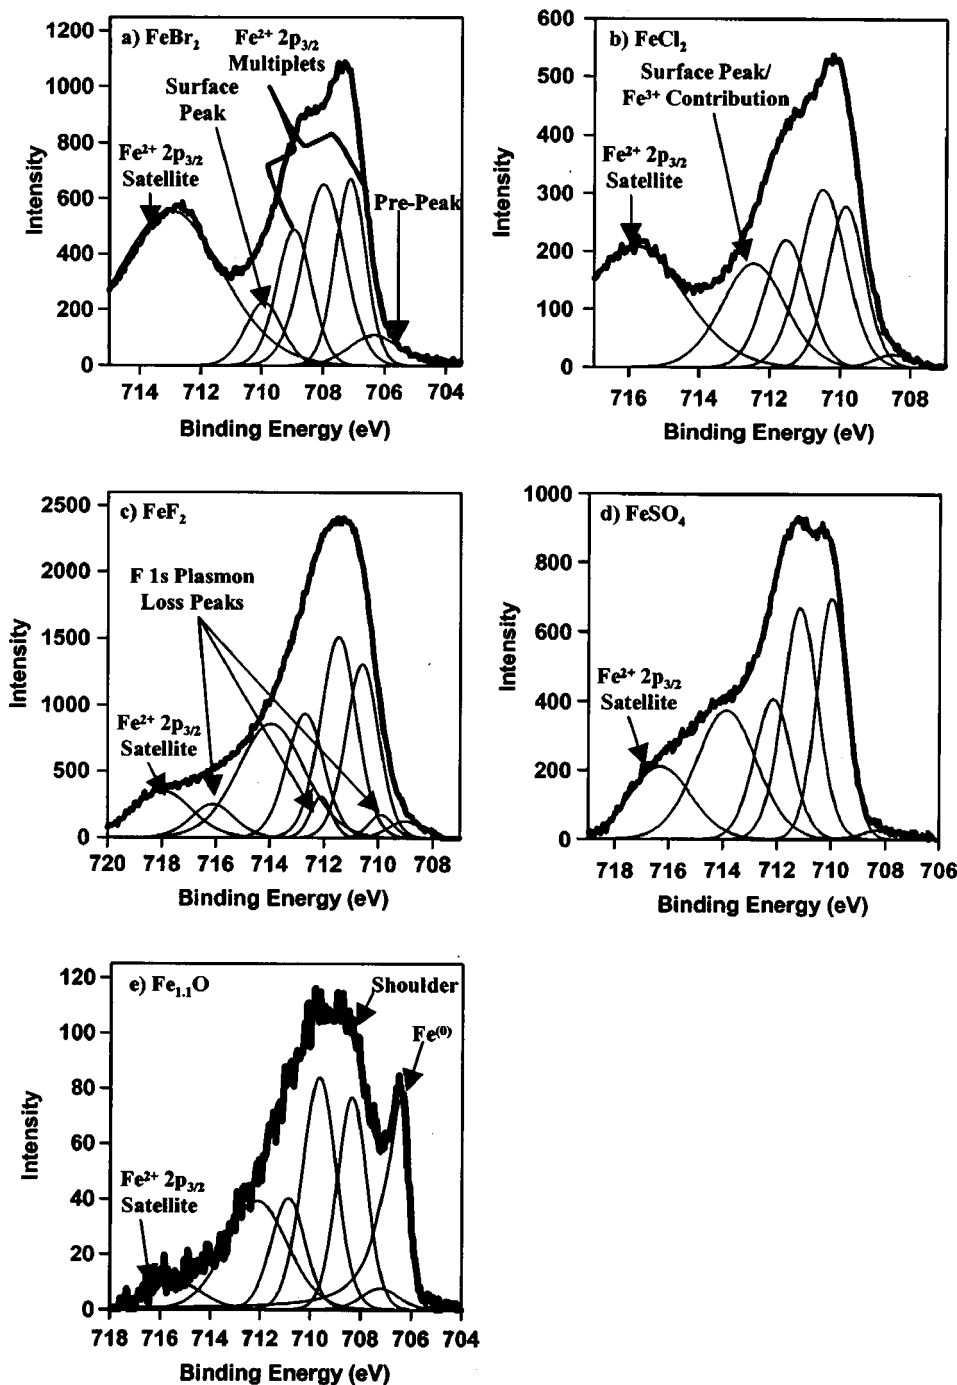 a) FeBr₂
Fe²⁺ 2p₃/₂
Multiplets
Surface
Peak
Fe²⁺ 2p₃/₂
Satellite
Pre-Peak
Intensity
1200
1000
800
600
400
200
0
714 712 710 708 706 704
Binding Energy (eV)
b) FeCl₂
Surface Peak/
Fe³⁺ Contribution
Fe²⁺ 2p₃/₂
Satellite
Intensity
600
500
400
300
200
100
0
716 714 712 710 708
Binding Energy (eV)
c) FeF₂
F 1s Plasmon
Loss Peaks
Fe²⁺ 2p₃/₂
Satellite
Intensity
2500
2000
1500
1000
500
0
720 718 716 714 712 710 708
Binding Energy (eV)
d) FeSO₄
Fe²⁺ 2p₃/₂
Satellite
Intensity
1000
800
600
400
200
0
718 716 714 712 710 708 706
Binding Energy (eV)
e) Fe₁.₁O
Shoulder
Fe⁽⁰⁾
Fe²⁺ 2p₃/₂
Satellite
Intensity
120
100
80
60
40
20
0
718 716 714 712 710 708 706 704
Binding Energy (eV)